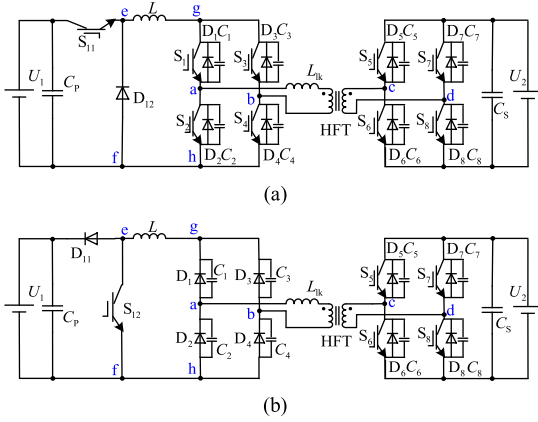 e L g
S11
D1C1 D3C3
D5C5 D7C7
S1 S3 Llk S5 S7
U1 CP D12 a b c d CS U2
S2 S4 HFT S6 S8
f h D2C2 D4C4 D6C6 D8C8
(a)
e L g
D11
D5C5 D7C7
D1 C1 D3 C3 Llk S5 S7
U1 CP S12 a b c d CS U2
D2 C2 D4 C4 HFT S6 S8
f h D6C6 D8C8
(b)